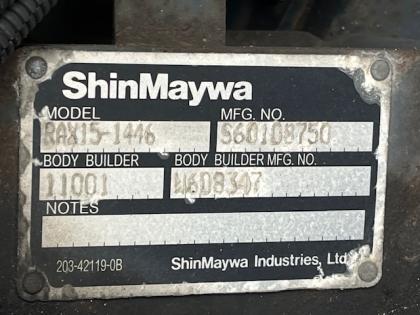 ShinMaywa
MODEL MFG. NO.
RAX15-1446 S60108750
BODY BUILDER BODY BUILDER MFG. NO.
11001 W6D8347
NOTES
203-42119-0B ShinMaywa Industries, Ltd.